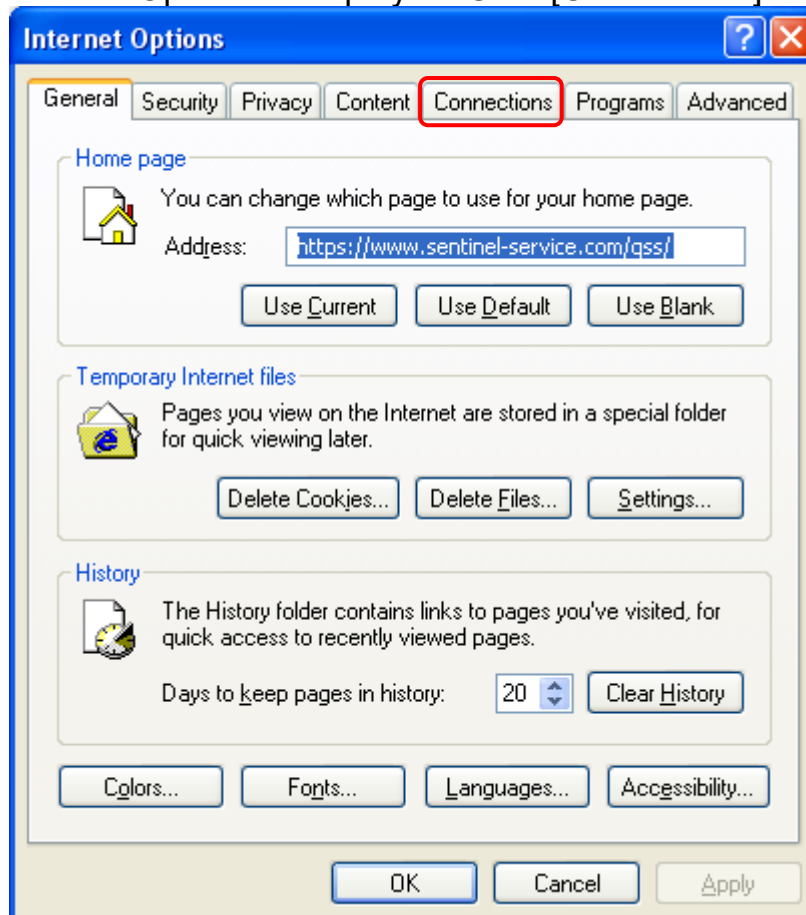 Internet Options
General Security Privacy Content Connections Programs Advanced
Home page
You can change which page to use for your home page.
Address: https://www.sentinel-service.com/qss/
Use Current Use Default Use Blank
Temporary Internet files
Pages you view on the Internet are stored in a special folder
for quick viewing later.
Delete Cookies... Delete Files... Settings...
History
The History folder contains links to pages you've visited, for
quick access to recently viewed pages.
Days to keep pages in history: 20 Clear History
Colors... Fonts... Languages... Accessibility...
OK Cancel Apply